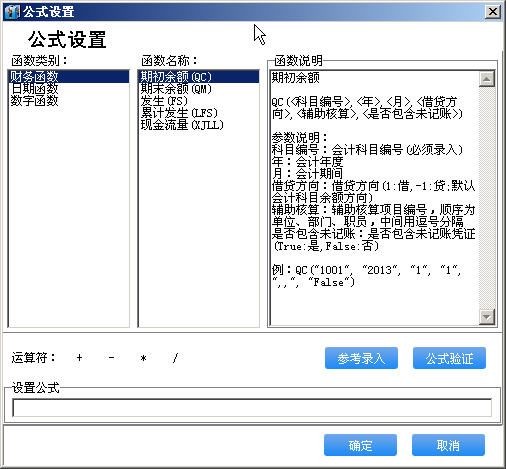 公式设置
公式设置
函数类别:
财务函数
日期函数
数字函数
函数名称:
期初余额(QC)
期末余额(QM)
发生(FS)
累计发生(LFS)
现金流量(XJLL)
函数说明
期初余额
QC(<科目编号>,<年>,<月>,<借贷方
向>,<辅助核算>,<是否包含未记账>)
参数说明:
科目编号:会计科目编号(必须录入)
年:会计年度
月:会计期间
借贷方向:借贷方向(1:借,-1:贷;默认
会计科目余额方向)
辅助核算:辅助核算项目编号,顺序为
单位、部门、职员,中间用逗号分隔
是否包含未记账:是否包含未记账凭证
(True:是,False:否)
例:QC("1001", "2013", "1", "1",
",,", "False")
运算符: + - * /
参考录入
公式验证
设置公式
确定
取消